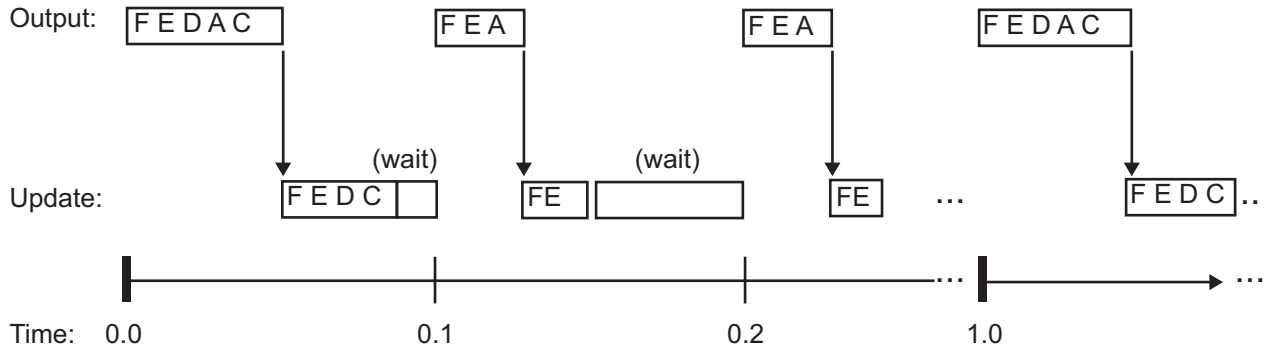 Output: F E D A C F E A F E A F E D A C
(wait) (wait)
Update: F E D C FE FE ... F E D C ..
... ...
Time: 0.0 0.1 0.2 1.0